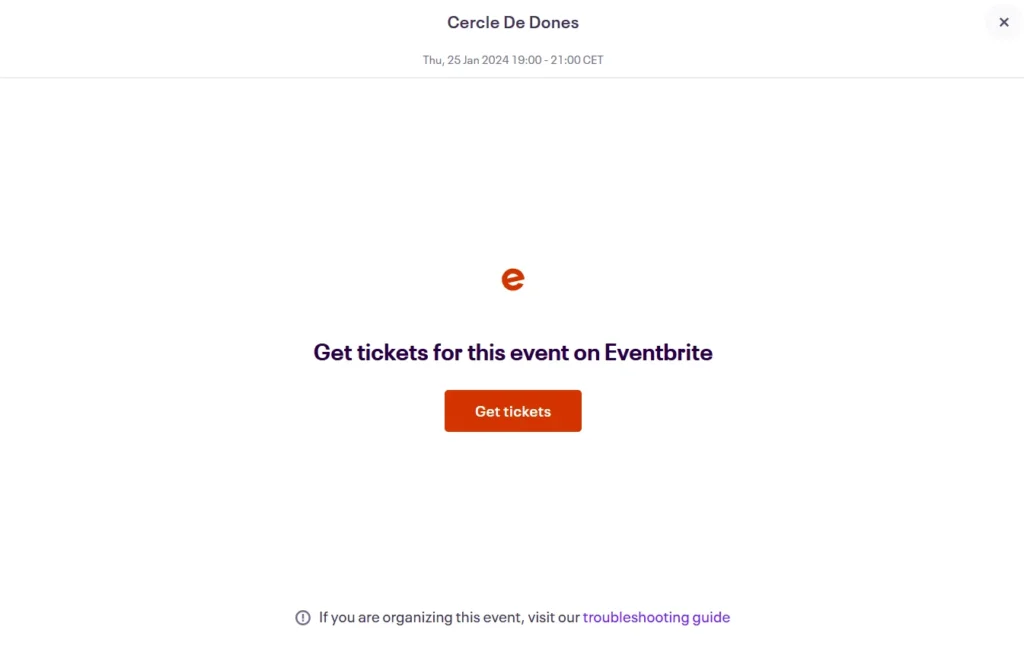 Cercle De Dones
Thu, 25 Jan 2024 19:00 - 21:00 CET
Get tickets for this event on Eventbrite
Get tickets
If you are organizing this event, visit our troubleshooting guide